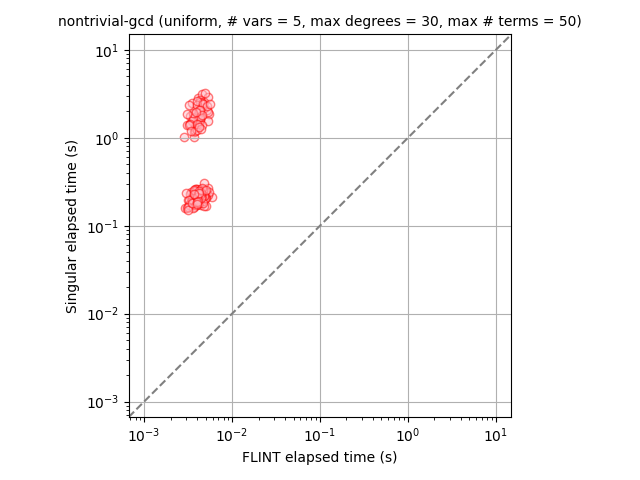 nontrivial-gcd (uniform, # vars = 5, max degrees = 30, max # terms = 50)
Singular elapsed time (s)
10¹
10⁰
10⁻¹
10⁻²
10⁻³
10⁻³ 10⁻² 10⁻¹ 10⁰ 10¹
FLINT elapsed time (s)